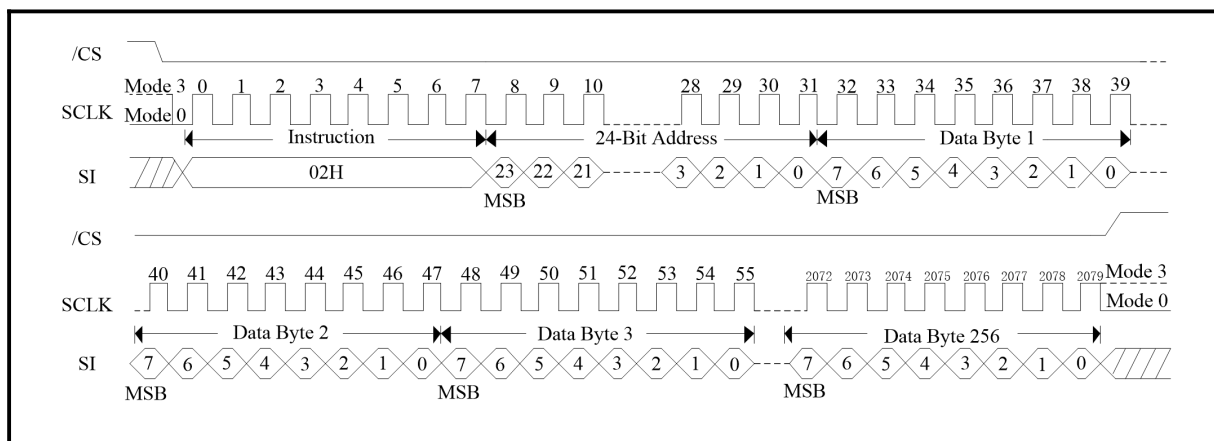 /CS
Mode 3 0 1 2 3 4 5 6 7 8 9 10 28 29 30 31 32 33 34 35 36 37 38 39
SCLK Mode 0
Instruction 24-Bit Address Data Byte 1
SI 02H 23 22 21 3 2 1 0 7 6 5 4 3 2 1 0
MSB MSB
/CS
40 41 42 43 44 45 46 47 48 49 50 51 52 53 54 55 2072 2073 2074 2075 2076 2077 2078 2079 Mode 3
SCLK Mode 0
Data Byte 2 Data Byte 3 Data Byte 256
SI 7 6 5 4 3 2 1 0 7 6 5 4 3 2 1 0 7 6 5 4 3 2 1 0
MSB MSB MSB